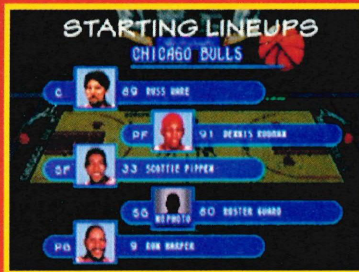 STARTING LINEUPS
CHICAGO BULLS
C 89 RUSS WARE
PF 91 DENNIS RODMAN
SF 33 SCOTTIE PIPPEN
SG NO PHOTO 80 ROSTER GUARD
PG 9 RON HARPER